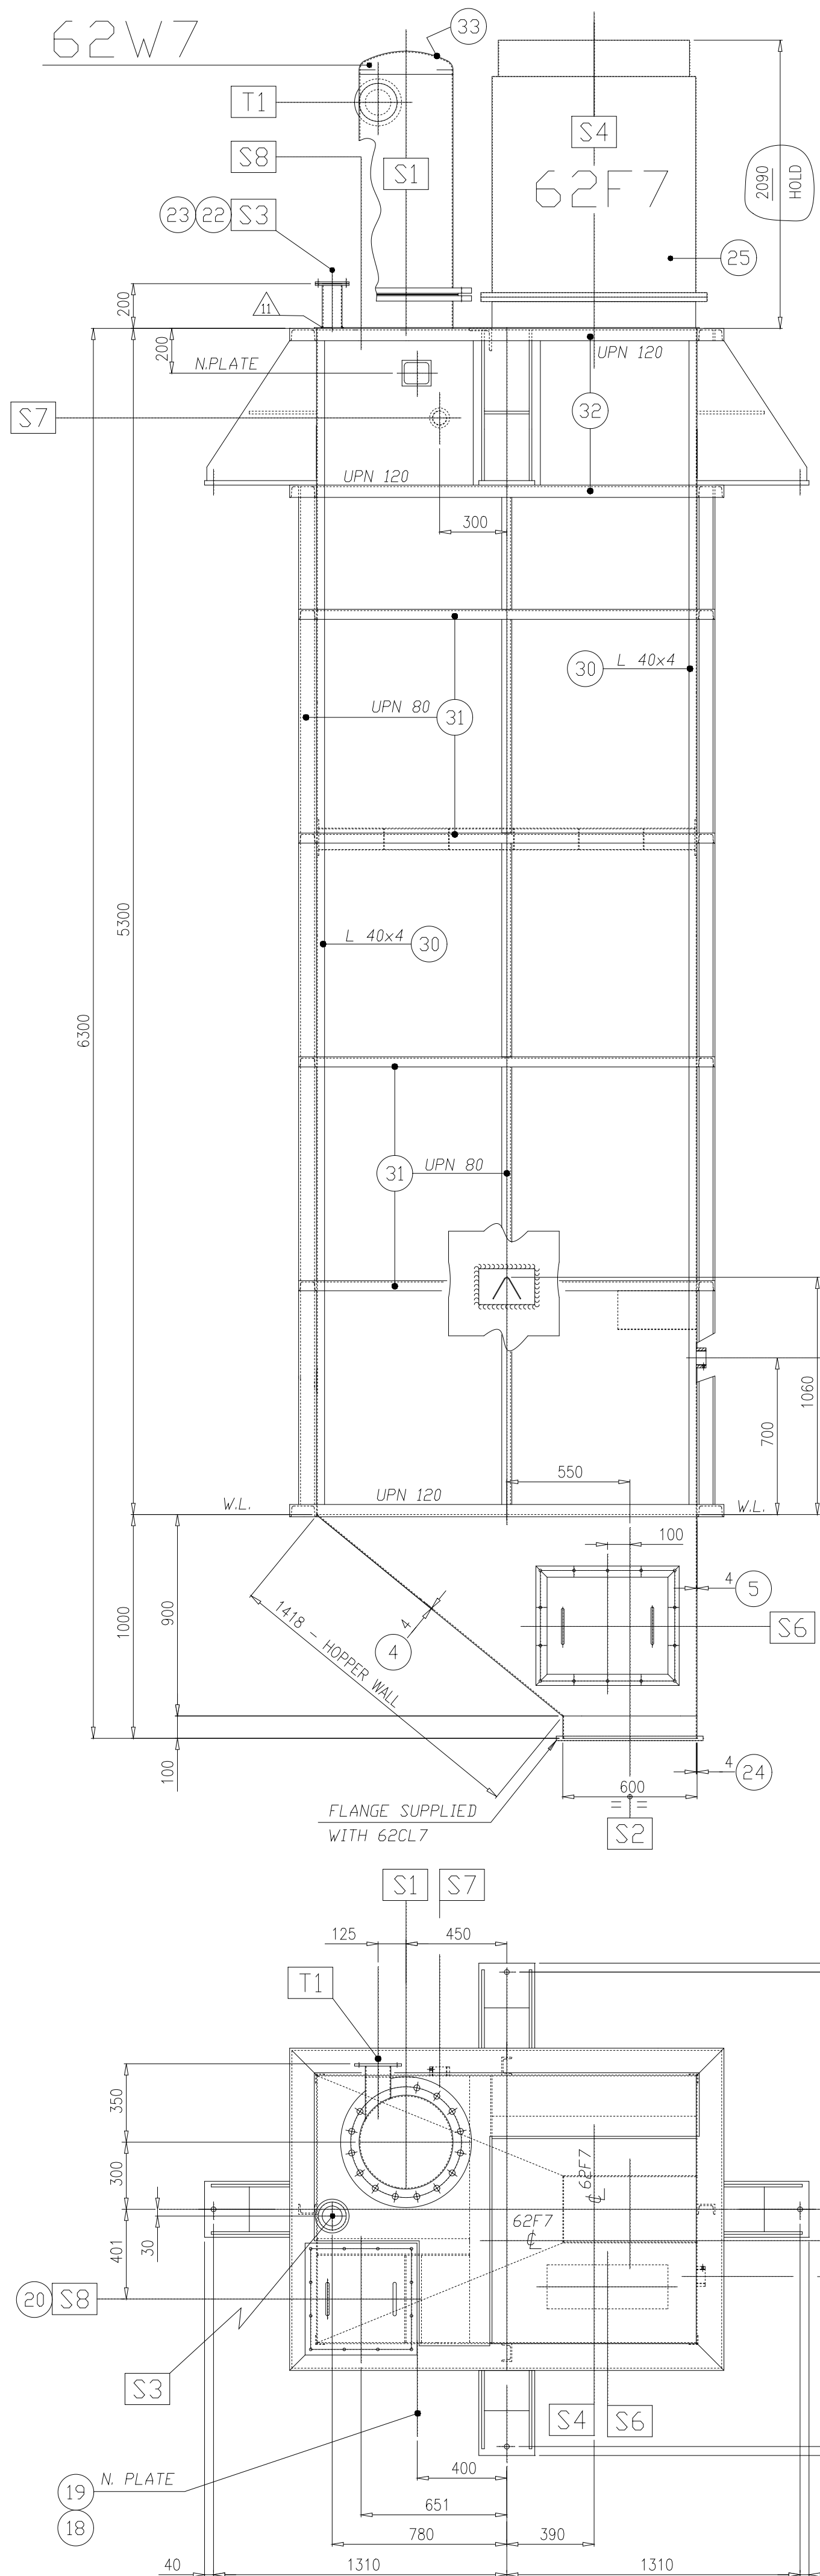 62W7
33
T1
S4
S8
S1
62F7
2090
HOLD
23 22 S3
25
200
11
200
N.PLATE
UPN 120
32
S7
UPN 120
300
30 L 40x4
UPN 80 31
5300
L 40x4 30
6300
31 UPN 80
1060
700
550
W.L.
UPN 120
W.L.
100
4 5
900
1000
4
4
1418 - HOPPER WALL
S6
100
4 24
600
= =
FLANGE SUPPLIED
WITH 62CL7
S2
S1 S7
125
450
T1
350
300
62F7
62F7
30
401
20 S8
S3
S4 S6
N. PLATE
19
18
400
651
780
390
40
1310
1310